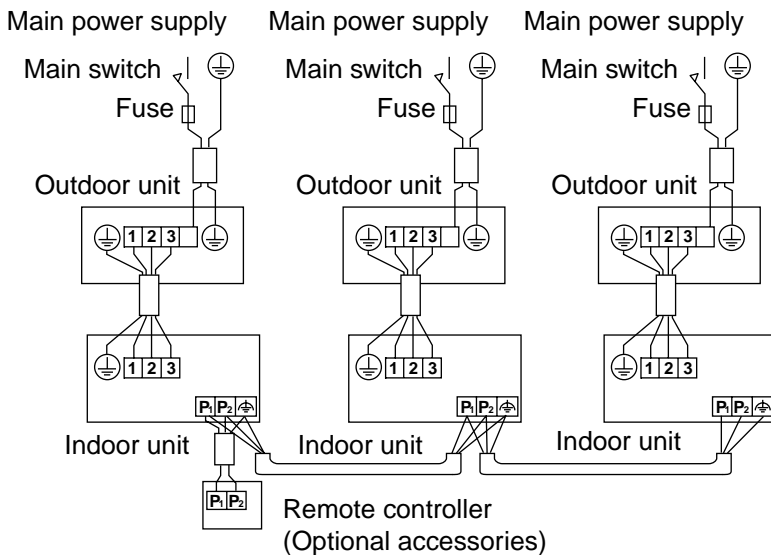 Main power supply Main power supply Main power supply
Main switch Main switch Main switch
Fuse Fuse Fuse
Outdoor unit Outdoor unit Outdoor unit
1 2 3 1 2 3 1 2 3
1 2 3 1 2 3 1 2 3
P1 P2 P1 P2 P1 P2
Indoor unit Indoor unit Indoor unit
P1 P2
Remote controller
(Optional accessories)